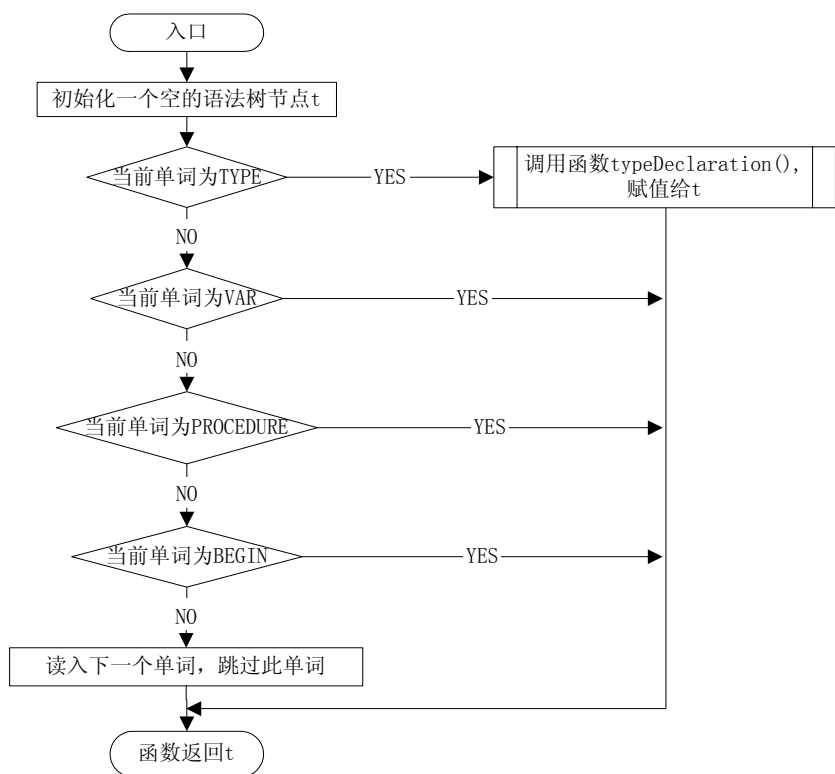 入口
初始化一个空的语法树节点t
当前单词为TYPE
YES
调用函数typeDeclaration(),
赋值给t
NO
当前单词为VAR
YES
NO
当前单词为PROCEDURE
YES
NO
当前单词为BEGIN
YES
NO
读入下一个单词，跳过此单词
函数返回t